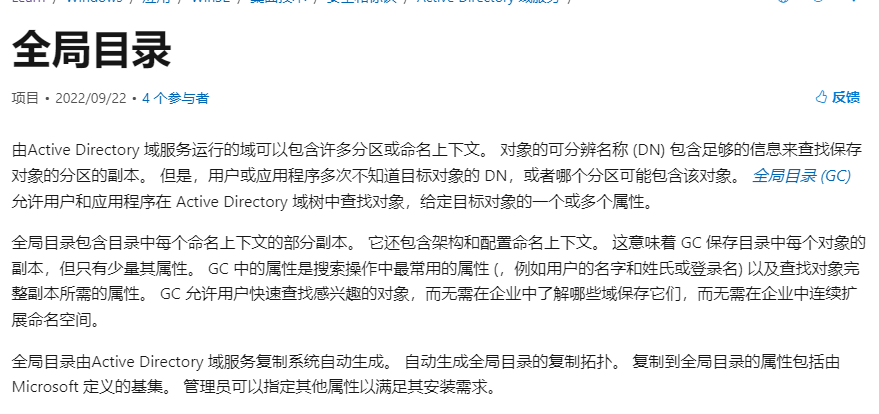 Learn / Windows / 应用 / Win32 / 桌面技术 / 安全和标识 / Active Directory 域服务 /
全局目录
项目 • 2022/09/22 • 4 个参与者
反馈
由Active Directory 域服务运行的域可以包含许多分区或命名上下文。 对象的可分辨名称 (DN) 包含足够的信息来查找保存
对象的分区的副本。 但是，用户或应用程序多次不知道目标对象的 DN，或者哪个分区可能包含该对象。 全局目录 (GC)
允许用户和应用程序在 Active Directory 域树中查找对象，给定目标对象的一个或多个属性。
全局目录包含目录中每个命名上下文的部分副本。 它还包含架构和配置命名上下文。 这意味着 GC 保存目录中每个对象的
副本，但只有少量其属性。 GC 中的属性是搜索操作中最常用的属性 (，例如用户的名字和姓氏或登录名) 以及查找对象完
整副本所需的属性。 GC 允许用户快速查找感兴趣的对象，而无需在企业中了解哪些域保存它们，而无需在企业中连续扩
展命名空间。
全局目录由Active Directory 域服务复制系统自动生成。 自动生成全局目录的复制拓扑。 复制到全局目录的属性包括由
Microsoft 定义的基集。 管理员可以指定其他属性以满足其安装需求。